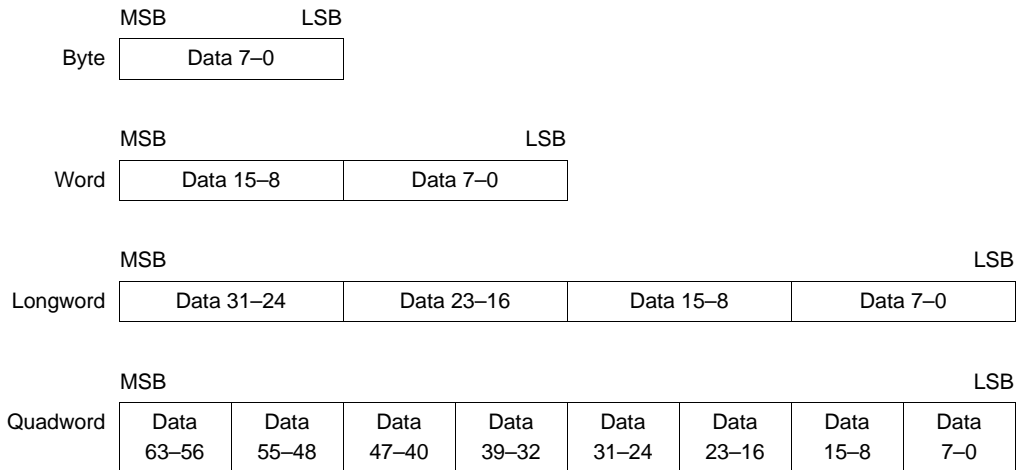 MSB LSB
Byte Data 7–0
MSB LSB
Word Data 15–8 Data 7–0
MSB LSB
Longword Data 31–24 Data 23–16 Data 15–8 Data 7–0
MSB LSB
Quadword Data Data Data Data Data Data Data Data
63–56 55–48 47–40 39–32 31–24 23–16 15–8 7–0